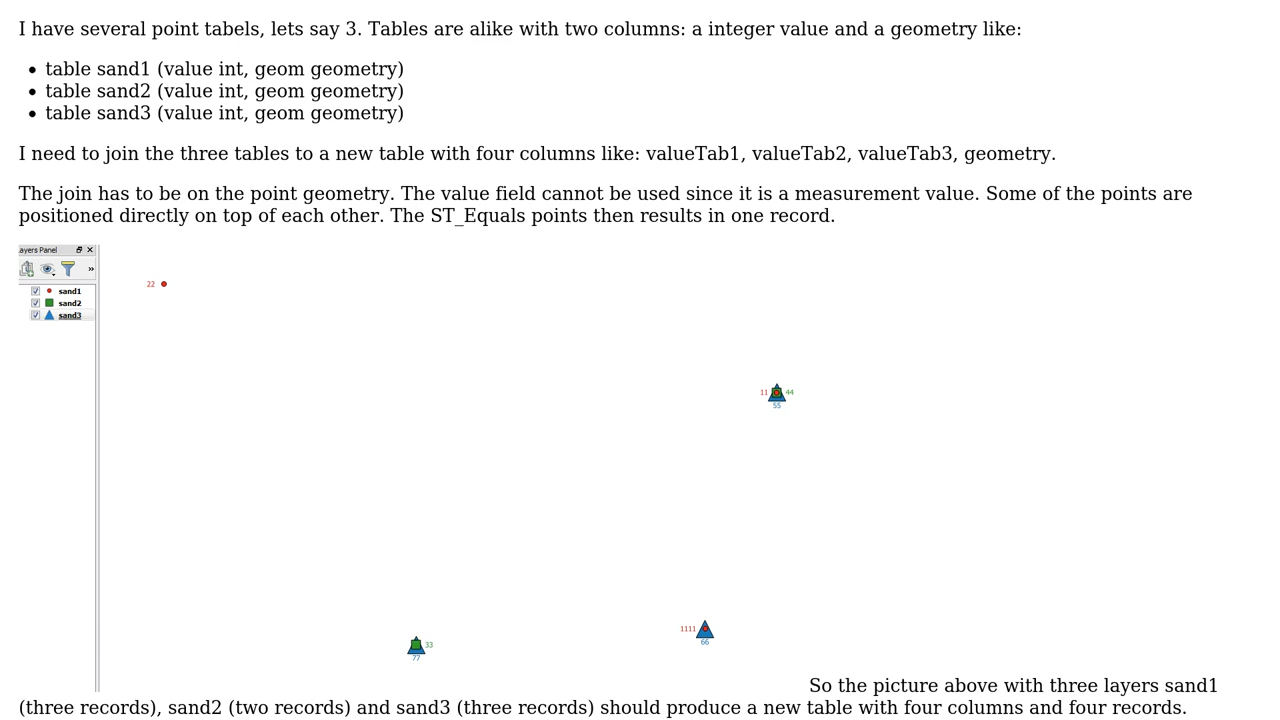 I have several point tabels, lets say 3. Tables are alike with two columns: a integer value and a geometry like:
• table sand1 (value int, geom geometry)
• table sand2 (value int, geom geometry)
• table sand3 (value int, geom geometry)
I need to join the three tables to a new table with four columns like: valueTab1, valueTab2, valueTab3, geometry.
The join has to be on the point geometry. The value field cannot be used since it is a measurement value. Some of the points are
positioned directly on top of each other. The ST_Equals points then results in one record.
ayers Panel
»
sand1
sand2
sand3
22
11 44
55
1111
66
33
77
So the picture above with three layers sand1
(three records), sand2 (two records) and sand3 (three records) should produce a new table with four columns and four records.